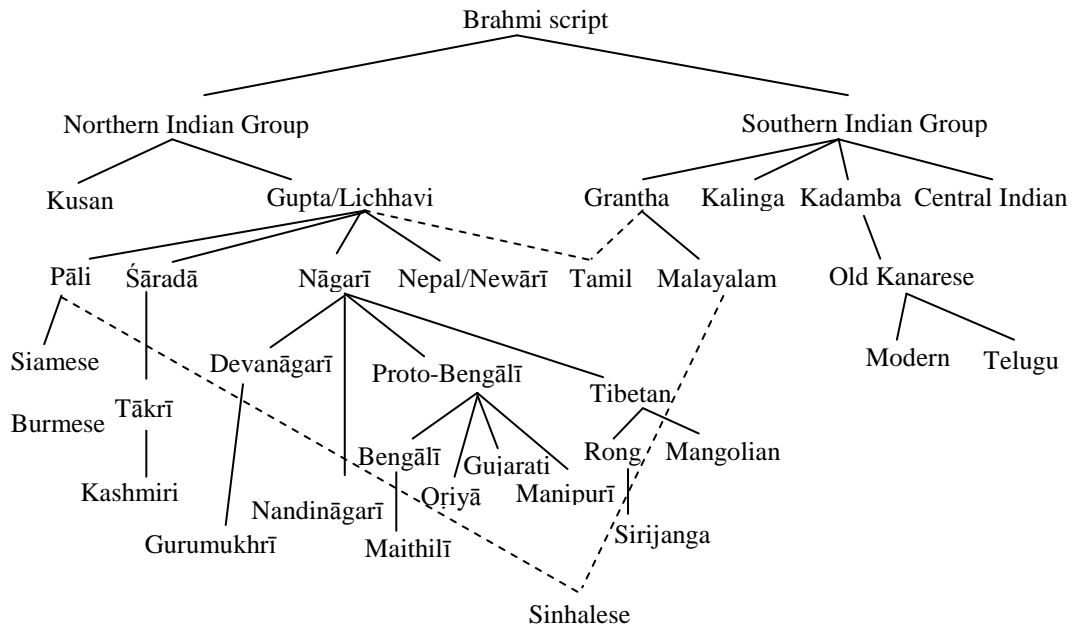 Brahmi script
Northern Indian Group Southern Indian Group
Kusan Gupta/Lichhavi Grantha Kalinga Kadamba Central Indian
Pāli Śāradā Nāgarī Nepal/Newārī Tamil Malayalam Old Kanarese
Siamese Devanāgarī Proto-Bengālī Tibetan Modern Telugu
Burmese Tākrī Bengālī Gujarati Rong Mangolian
Kashmiri Nandināgarī Oṛiyā Manipurī
Gurumukhrī Maithilī Sirijanga
Sinhalese